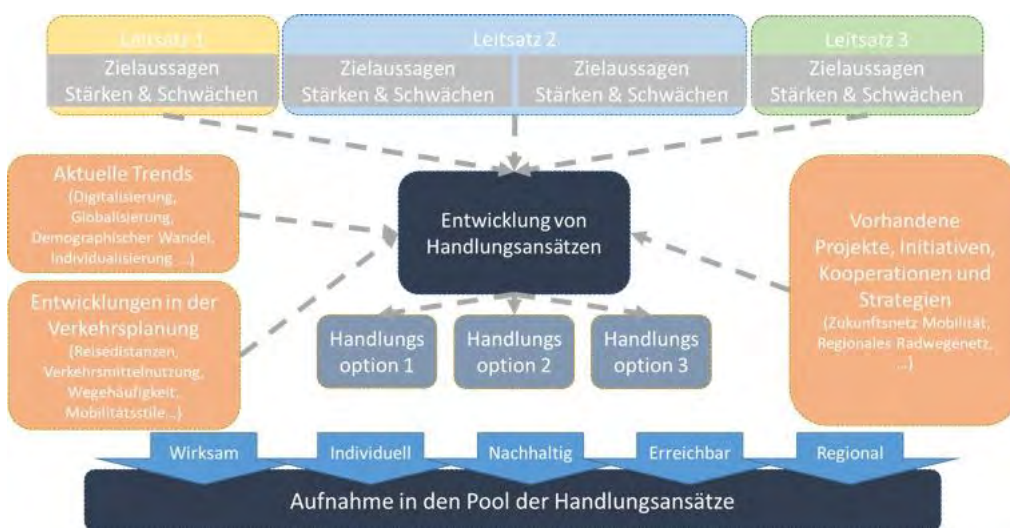 Leitsatz 1
Zielaussagen
Stärken & Schwächen
Leitsatz 2
Zielaussagen
Stärken & Schwächen
Zielaussagen
Stärken & Schwächen
Leitsatz 3
Zielaussagen
Stärken & Schwächen
Aktuelle Trends
(Digitalisierung,
Globalisierung,
Demographischer Wandel,
Individualisierung ...)
Entwicklungen in der
Verkehrsplanung
(Reisedistanzen,
Verkehrsmittelnutzung,
Wegehäufigkeit,
Mobilitätsstile...)
Entwicklung von
Handlungsansätzen
Handlungs
option 1
Handlungs
option 2
Handlungs
option 3
Vorhandene
Projekte, Initiativen,
Kooperationen und
Strategien
(Zukunftsnetz Mobilität,
Regionales Radwegenetz,
...)
Wirksam
Individuell
Nachhaltig
Erreichbar
Regional
Aufnahme in den Pool der Handlungsansätze